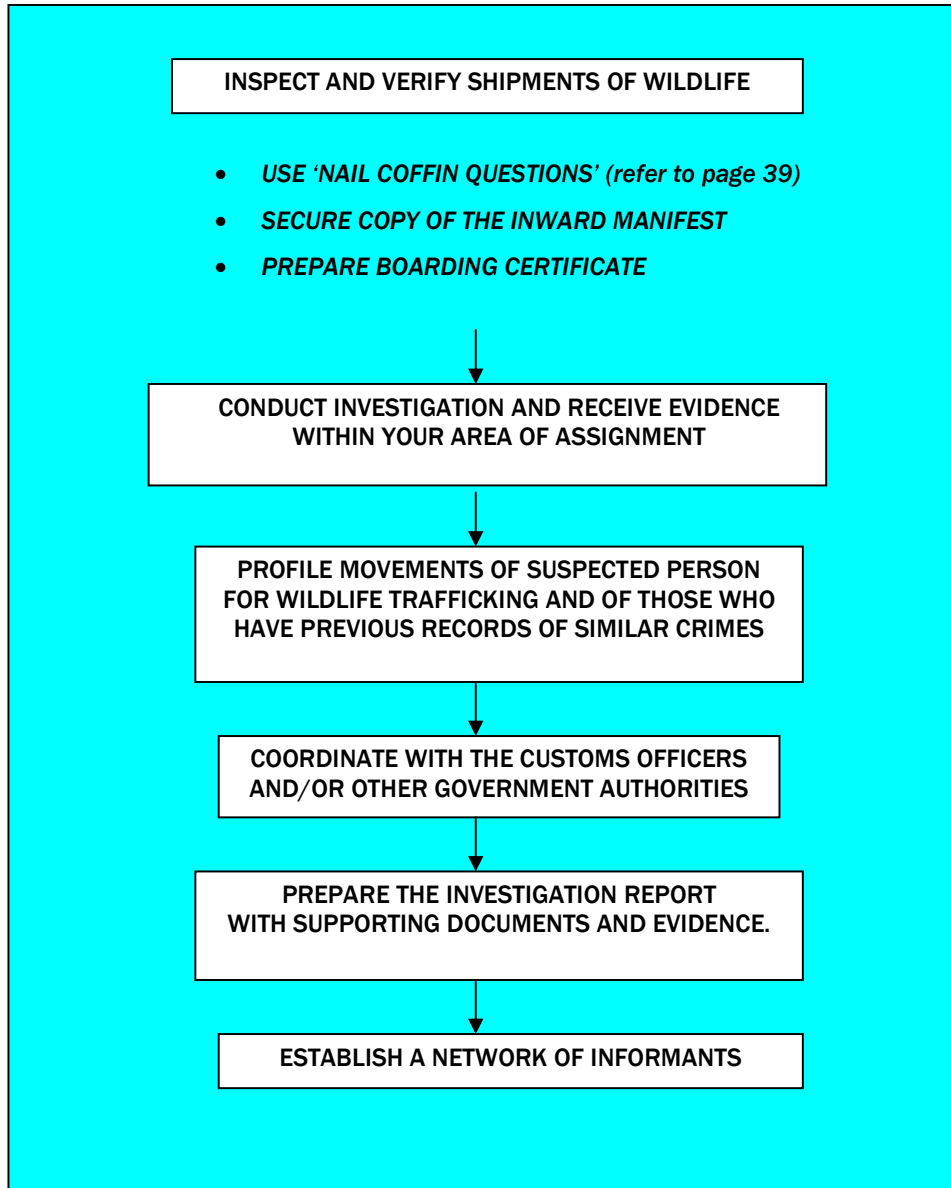 INSPECT AND VERIFY SHIPMENTS OF WILDLIFE
• USE ‘NAIL COFFIN QUESTIONS’ (refer to page 39)
• SECURE COPY OF THE INWARD MANIFEST
• PREPARE BOARDING CERTIFICATE
CONDUCT INVESTIGATION AND RECEIVE EVIDENCE
WITHIN YOUR AREA OF ASSIGNMENT
PROFILE MOVEMENTS OF SUSPECTED PERSON
FOR WILDLIFE TRAFFICKING AND OF THOSE WHO
HAVE PREVIOUS RECORDS OF SIMILAR CRIMES
COORDINATE WITH THE CUSTOMS OFFICERS
AND/OR OTHER GOVERNMENT AUTHORITIES
PREPARE THE INVESTIGATION REPORT
WITH SUPPORTING DOCUMENTS AND EVIDENCE.
ESTABLISH A NETWORK OF INFORMANTS